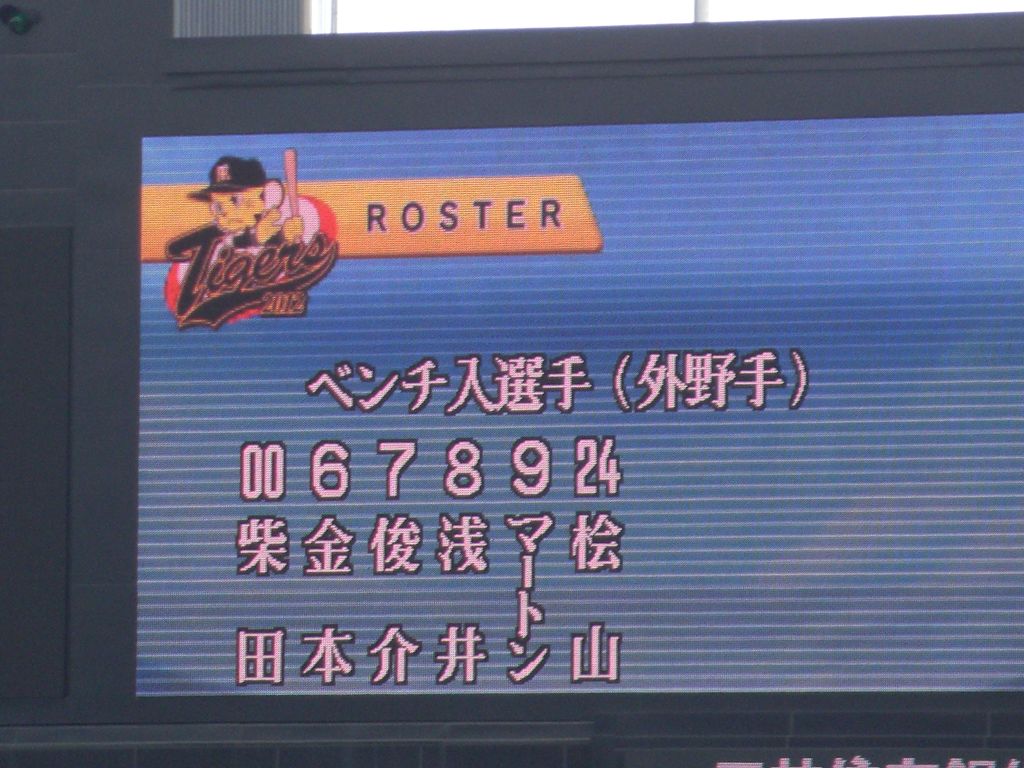 ROSTER
Tigers
2012
ベンチ入選手（外野手）
00 6 7 8 9 24
柴田
金本
俊介
浅井
マートン
桧山